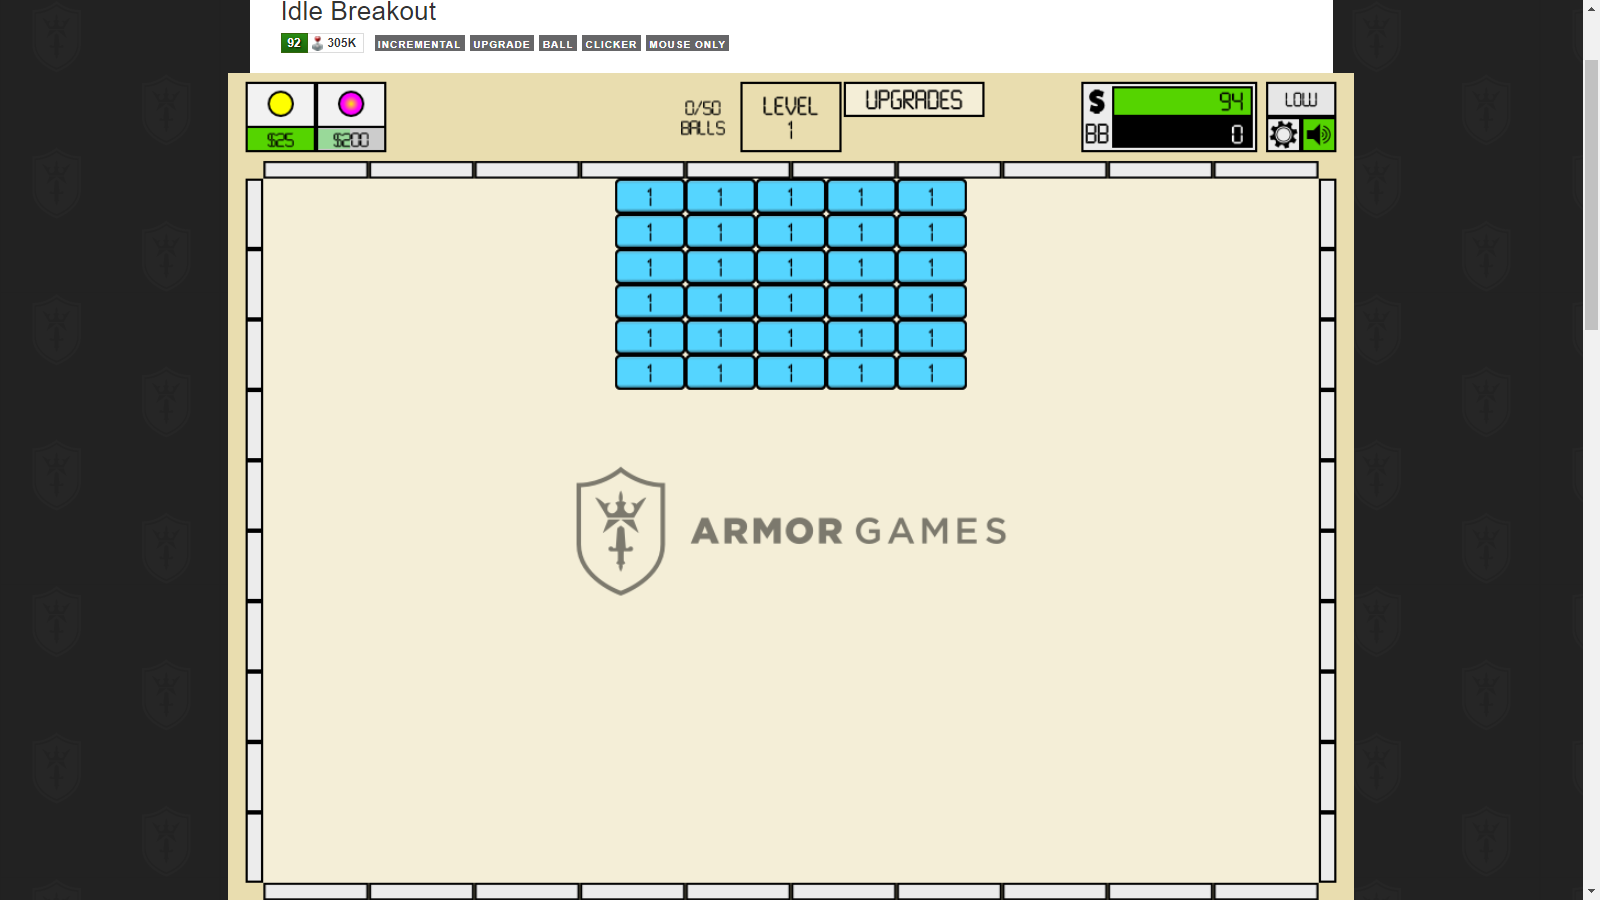 Idle Breakout
92 305K INCREMENTAL UPGRADE BALL CLICKER MOUSE ONLY
$25 $200
0/50
BALLS
LEVEL
1
UPGRADES
$ 94
BB 0
LOW
1 1 1 1 1
1 1 1 1 1
1 1 1 1 1
1 1 1 1 1
1 1 1 1 1
1 1 1 1 1
ARMOR GAMES